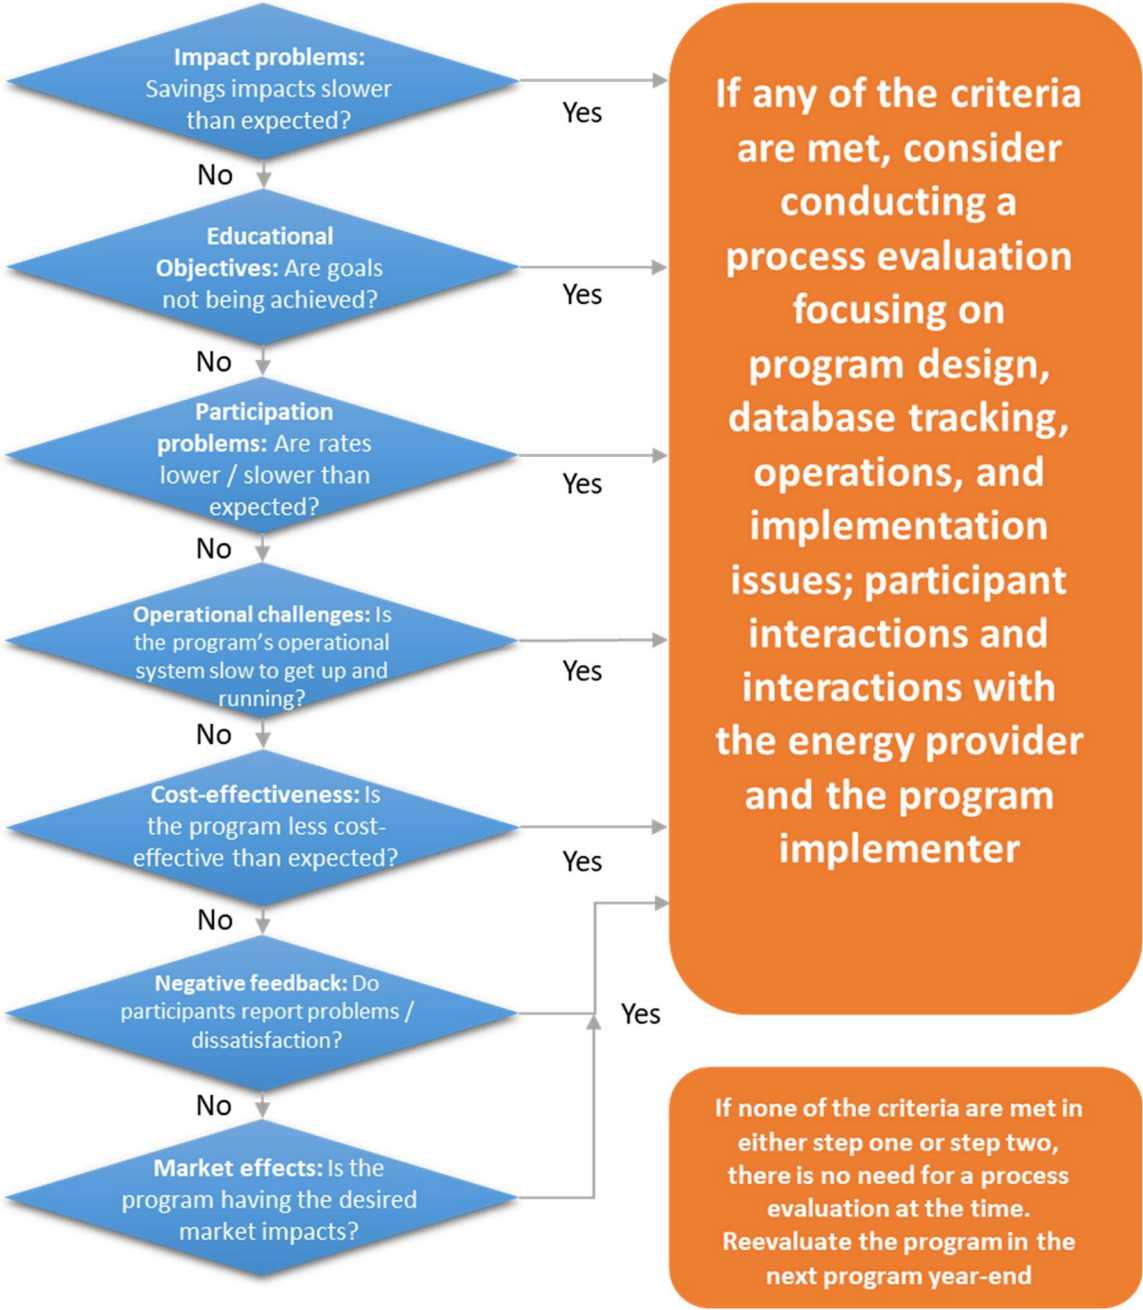 Impact problems:
Savings impacts slower
than expected?
Yes
No
Educational
Objectives: Are goals
not being achieved?
Yes
No
Participation
problems: Are rates
lower / slower than
expected?
Yes
No
Operational challenges: Is
the program’s operational
system slow to get up and
running?
Yes
No
Cost-effectiveness: Is
the program less cost-
effective than expected?
Yes
No
Negative feedback: Do
participants report problems /
dissatisfaction?
Yes
No
Market effects: Is the
program having the desired
market impacts?
If any of the criteria
are met, consider
conducting a
process evaluation
focusing on
program design,
database tracking,
operations, and
implementation
issues; participant
interactions and
interactions with
the energy provider
and the program
implementer
If none of the criteria are met in
either step one or step two,
there is no need for a process
evaluation at the time.
Reevaluate the program in the
next program year-end